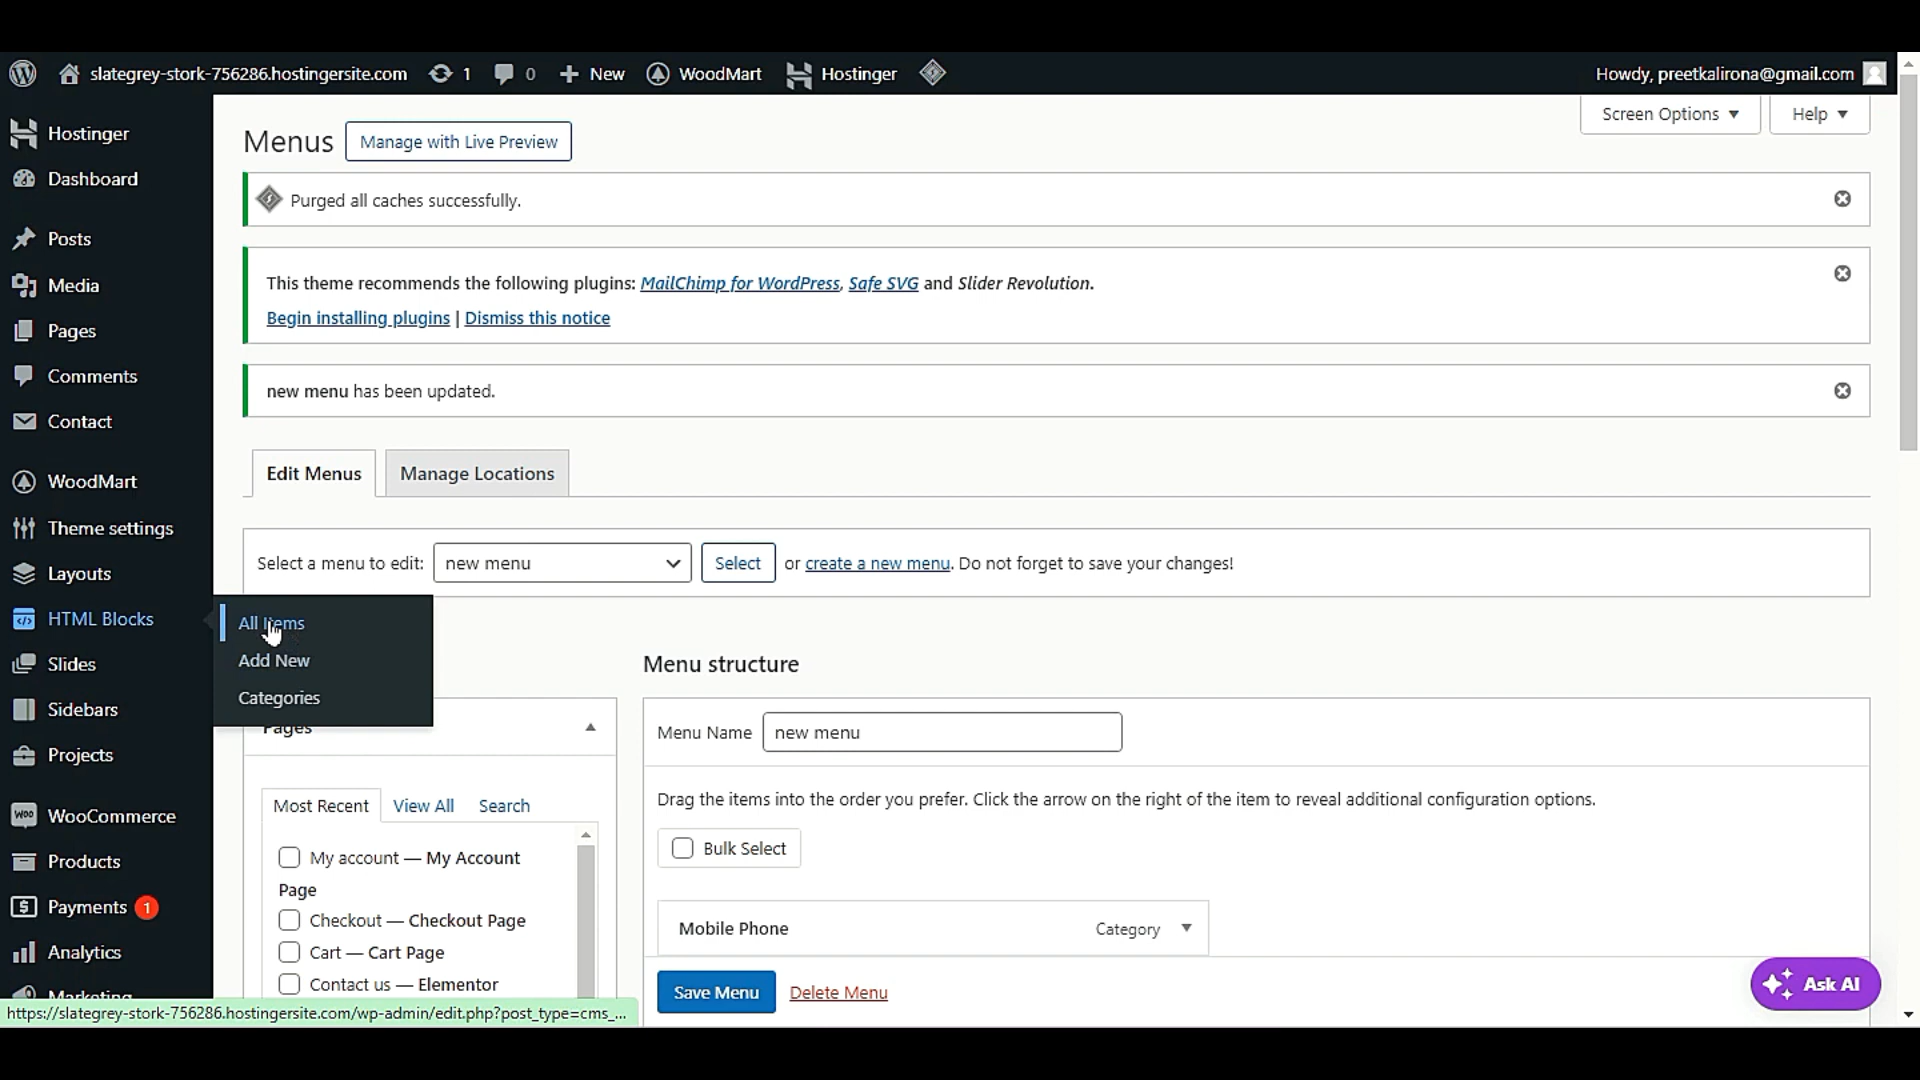 slategrey-stork-756286.hostingersite.com 1 0 New WoodMart Hostinger Howdy, preetkalirona@gmail.com
Screen Options Help
Hostinger
Dashboard
Posts
Media
Pages
Comments
Contact
WoodMart
Theme settings
Layouts
HTML Blocks
Slides
Sidebars
Projects
WooCommerce
Products
Payments 1
Analytics
Marketing
All Items
Add New
Categories
Menus Manage with Live Preview
Purged all caches successfully.
This theme recommends the following plugins: MailChimp for WordPress, Safe SVG and Slider Revolution.
Begin installing plugins | Dismiss this notice
new menu has been updated.
Edit Menus Manage Locations
Select a menu to edit: new menu Select or create a new menu. Do not forget to save your changes!
Pages
Most Recent View All Search
My account — My Account
Page
Checkout — Checkout Page
Cart — Cart Page
Contact us — Elementor
Menu structure
Menu Name new menu
Drag the items into the order you prefer. Click the arrow on the right of the item to reveal additional configuration options.
Bulk Select
Mobile Phone Category
Save Menu Delete Menu
Ask AI
https://slategrey-stork-756286.hostingersite.com/wp-admin/edit.php?post_type=cms_...